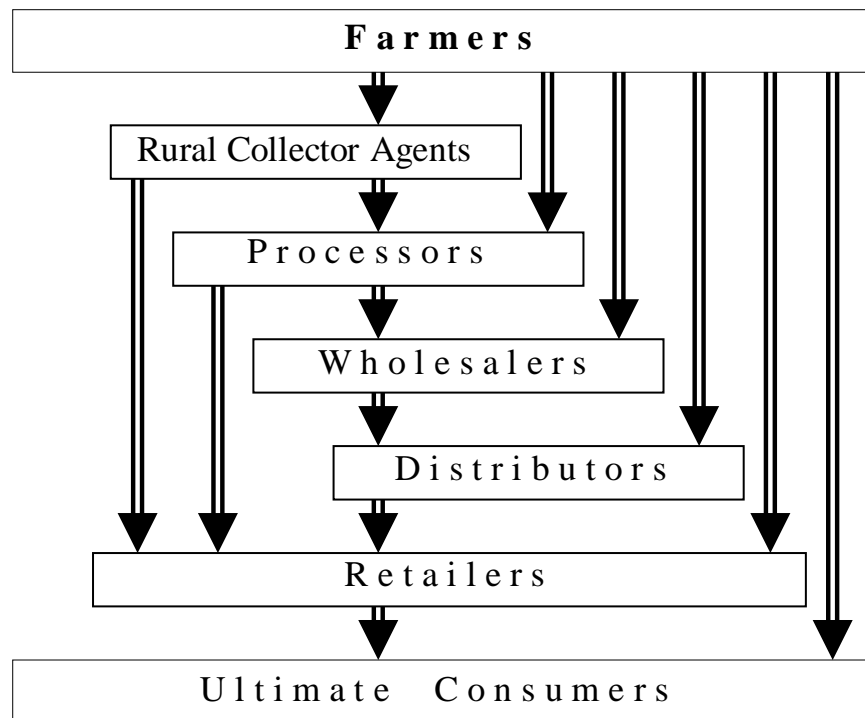 Farmers
Rural Collector Agents
Processors
Wholesalers
Distributors
Retailers
Ultimate Consumers